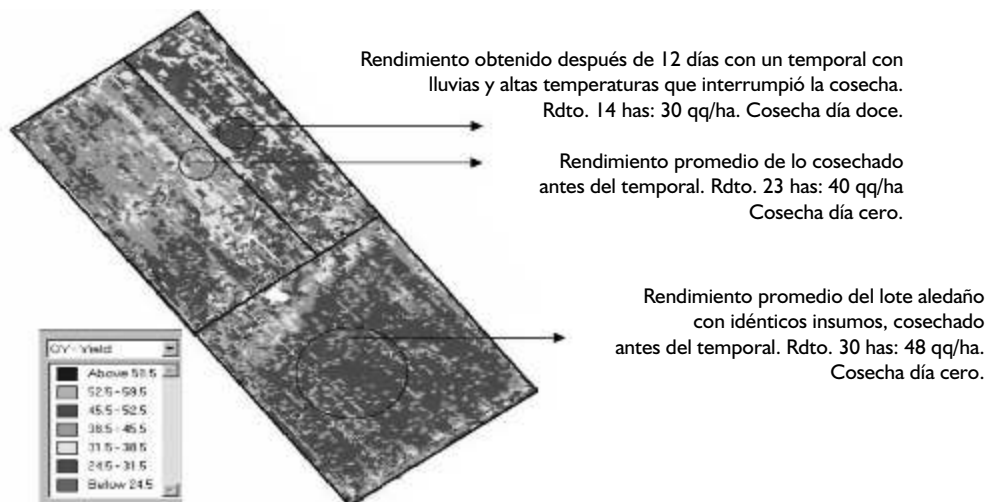 Rendimiento obtenido después de 12 días con un temporal con
lluvias y altas temperaturas que interrumpió la cosecha.
Rdto. 14 has: 30 qq/ha. Cosecha día doce.
Rendimiento promedio de lo cosechado
antes del temporal. Rdto. 23 has: 40 qq/ha
Cosecha día cero.
Rendimiento promedio del lote aledaño
con idénticos insumos, cosechado
antes del temporal. Rdto. 30 has: 48 qq/ha.
Cosecha día cero.
Yield
Above
52.5 - 59.5
45.5 - 52.5
38.5 - 45.5
31.5 - 38.5
24.5 - 31.5
Below 24.5